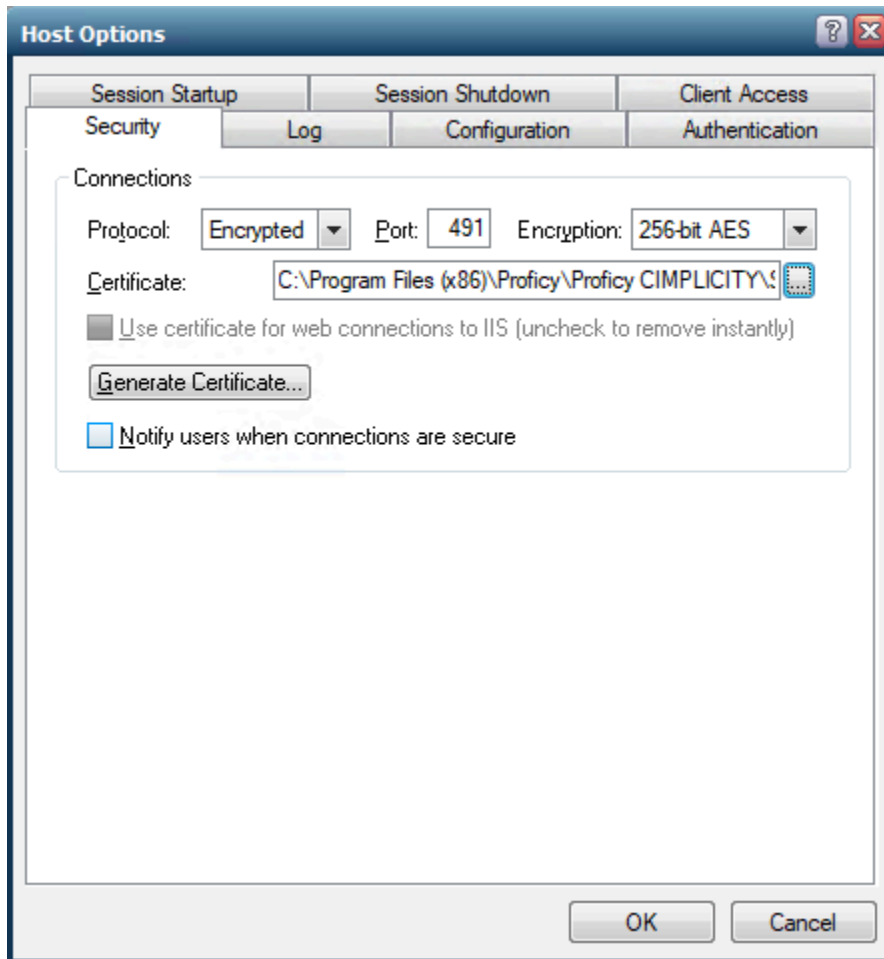 Host Options
Session Startup Session Shutdown Client Access
Security Log Configuration Authentication
Connections
Protocol: Encrypted Port: 491 Encryption: 256-bit AES
Certificate: C:\Program Files (x86)\Proficy\Proficy CIMPLICITY\S ...
Use certificate for web connections to IIS (uncheck to remove instantly)
Generate Certificate...
Notify users when connections are secure
OK Cancel